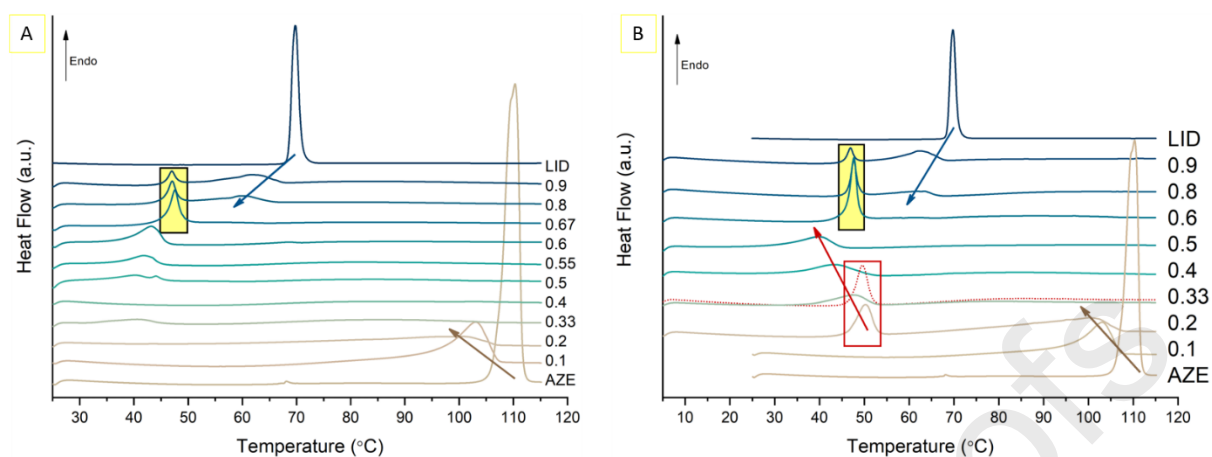 A
Endo
Heat Flow (a.u.)
LID
0.9
0.8
0.67
0.6
0.55
0.5
0.4
0.33
0.2
0.1
AZE
30 40 50 60 70 80 90 100 110 120
Temperature (°C)
B
Endo
Heat Flow (a.u.)
LID
0.9
0.8
0.6
0.5
0.4
0.33
0.2
0.1
AZE
10 20 30 40 50 60 70 80 90 100 110 120
Temperature (°C)
ofs